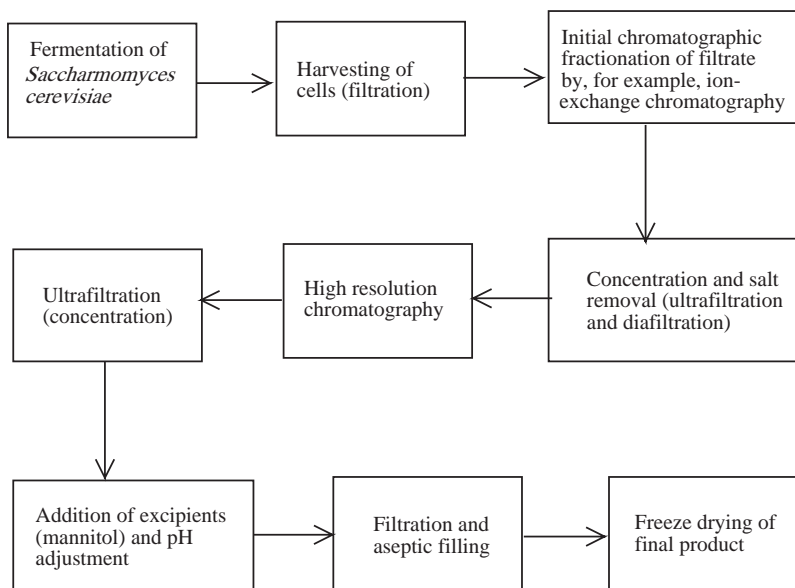 Fermentation of
Saccharmomyces
cerevisiae
Harvesting of
cells (filtration)
Initial chromatographic
fractionation of filtrate
by, for example, ion-
exchange chromatography
Concentration and salt
removal (ultrafiltration
and diafiltration)
High resolution
chromatography
Ultrafiltration
(concentration)
Addition of excipients
(mannitol) and pH
adjustment
Filtration and
aseptic filling
Freeze drying of
final product